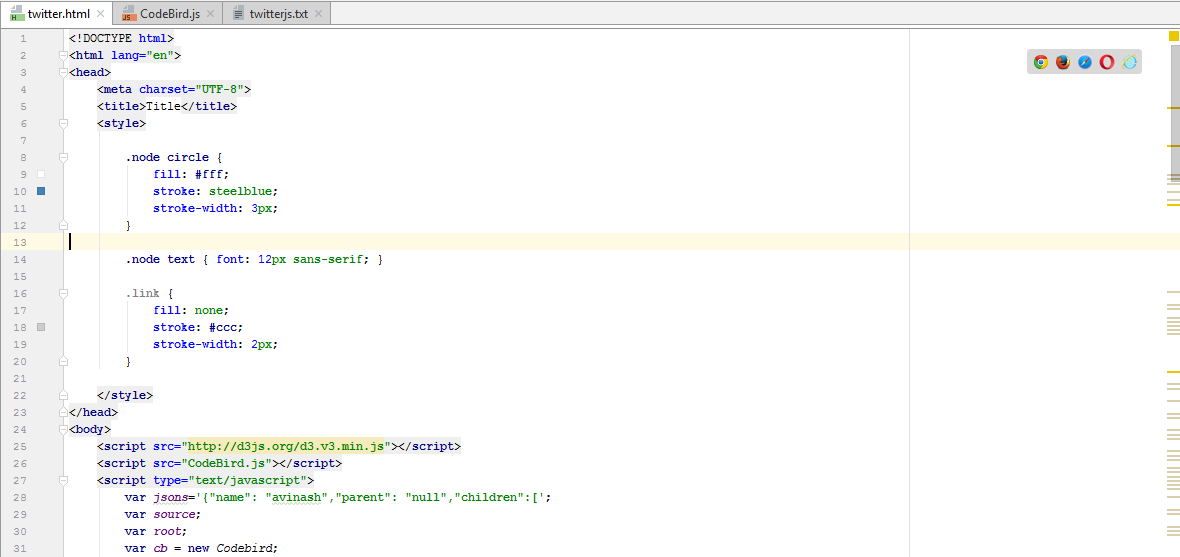 twitter.html CodeBird.js twitterjs.txt
1 <!DOCTYPE html>
2 <html lang="en">
3 <head>
4 <meta charset="UTF-8">
5 <title>Title</title>
6 <style>
7
8 .node circle {
9 fill: #fff;
10 stroke: steelblue;
11 stroke-width: 3px;
12 }
13
14 .node text { font: 12px sans-serif; }
15
16 .link {
17 fill: none;
18 stroke: #ccc;
19 stroke-width: 2px;
20 }
21
22 </style>
23 </head>
24 <body>
25 <script src="http://d3js.org/d3.v3.min.js"></script>
26 <script src="CodeBird.js"></script>
27 <script type="text/javascript">
28 var jsons='{"name": "avinash","parent": "null","children":[';
29 var source;
30 var root;
31 var cb = new Codebird;